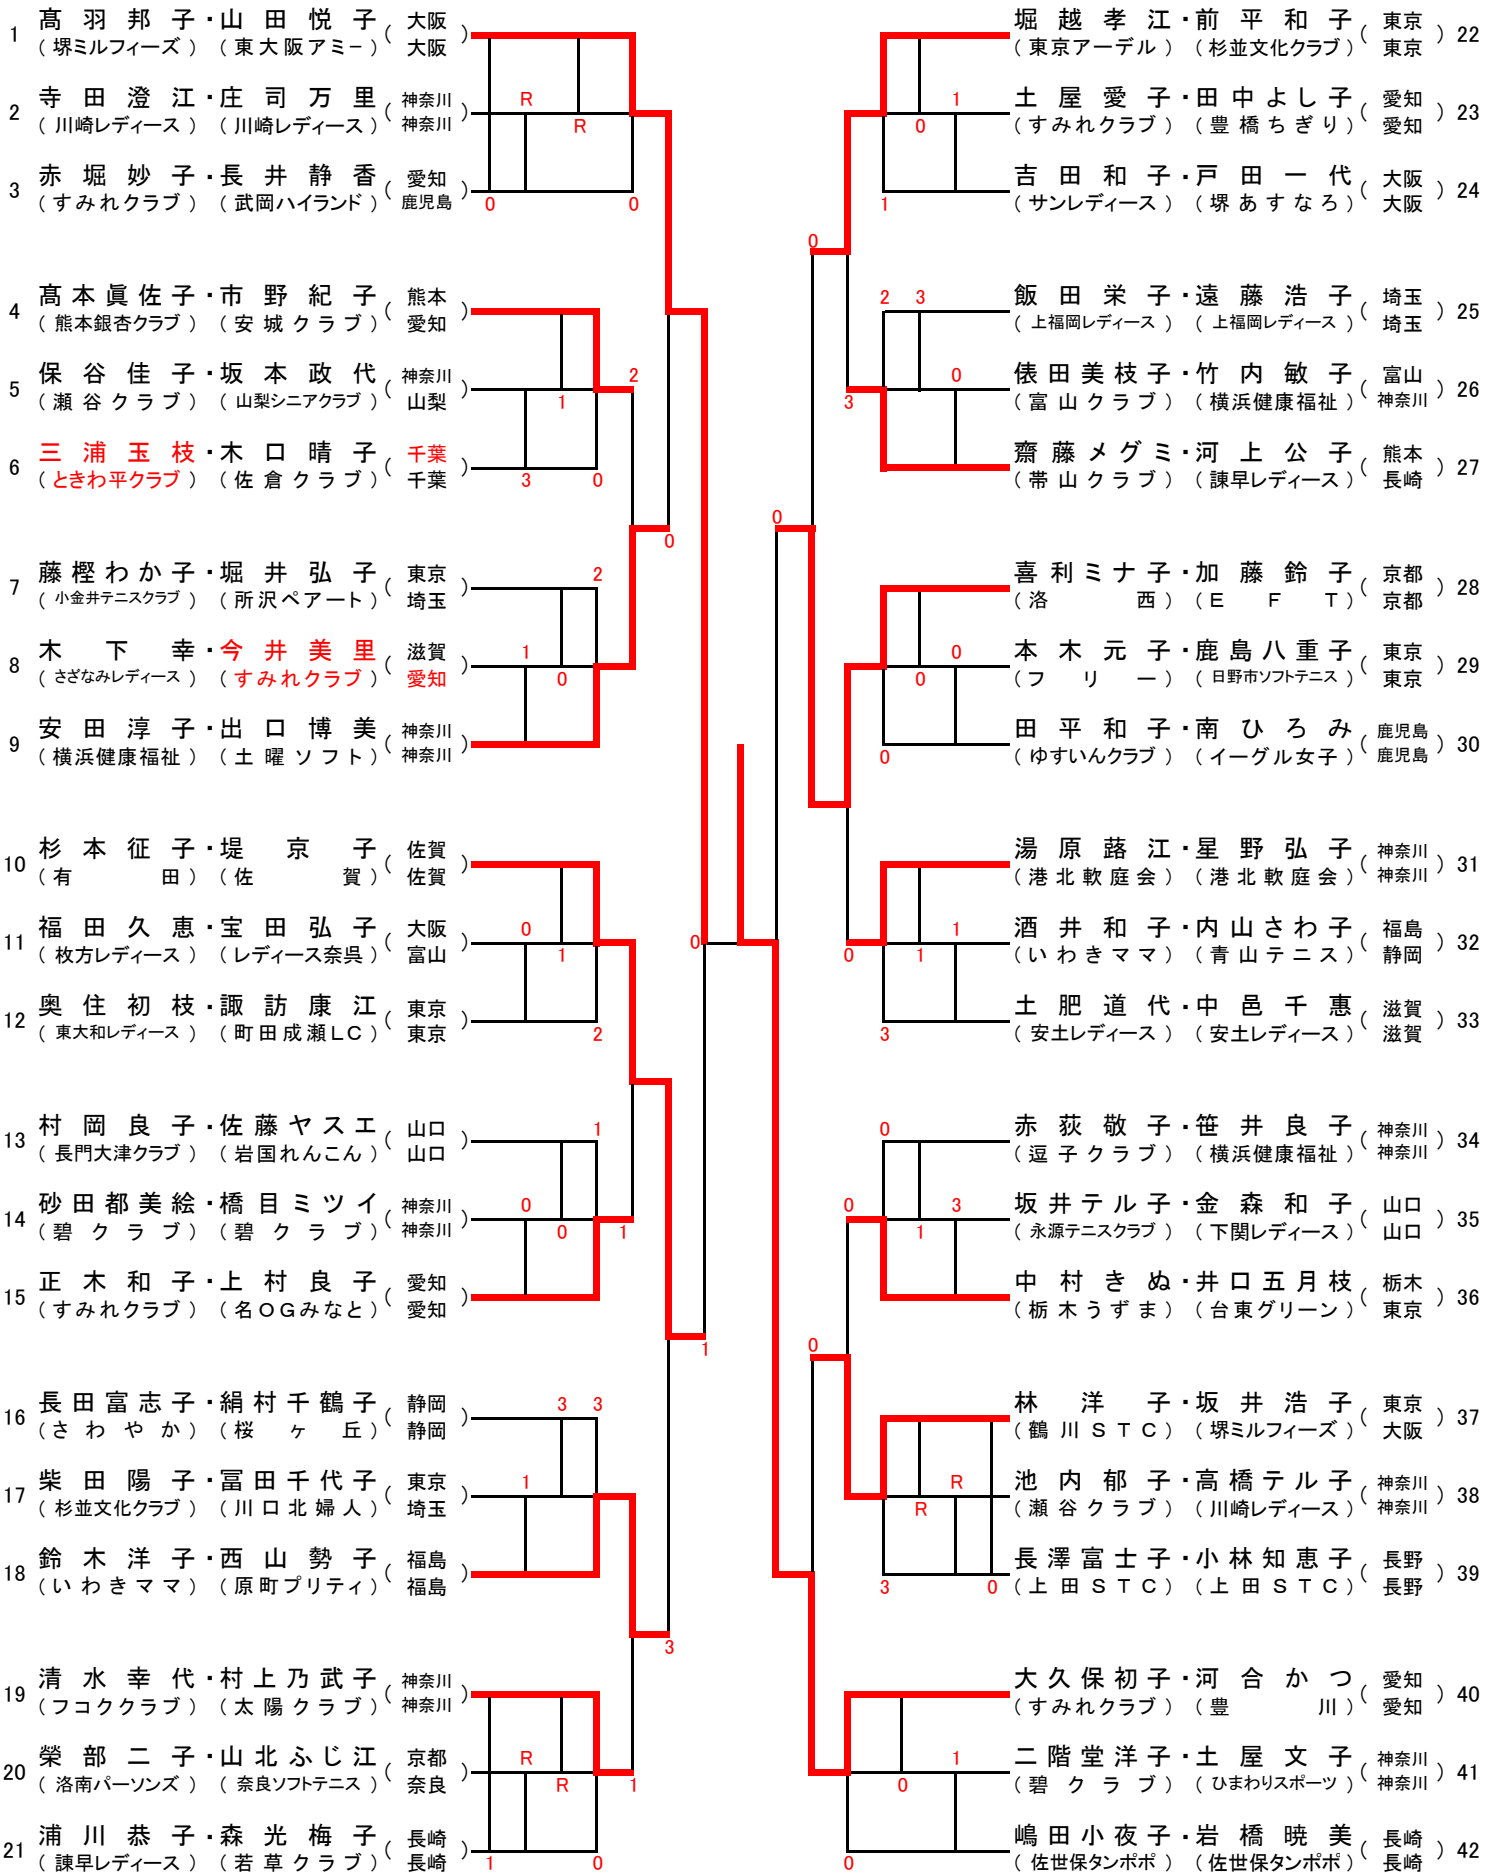 1 髙羽邦子・山田悦子 ( 大阪 )
( 堺ミルフィーズ ) ( 東大阪アミー ) 大阪
R
2 寺田澄江・庄司万里 ( 神奈川 )
( 川崎レディース ) ( 川崎レディース ) 神奈川
R
3 赤堀妙子・長井静香 ( 愛知 )
( すみれクラブ ) ( 武岡ハイランド ) 鹿児島
0 0
4 髙本眞佐子・市野紀子 ( 熊本 )
( 熊本銀杏クラブ ) ( 安城クラブ ) 愛知
5 保谷佳子・坂本政代 ( 神奈川 )
( 瀬谷クラブ ) ( 山梨シニアクラブ ) 山梨
2
1
6 三浦玉枝・木口晴子 ( 千葉 )
( ときわ平クラブ ) ( 佐倉クラブ ) 千葉
3 0
0
7 藤樫わか子・堀井弘子 ( 東京 )
( 小金井テニスクラブ ) ( 所沢ペアート ) 埼玉
2
8 木下幸・今井美里 ( 滋賀 )
( さざなみレディース ) ( すみれクラブ ) 愛知
1
0
9 安田淳子・出口博美 ( 神奈川 )
( 横浜健康福祉 ) ( 土曜ソフト ) 神奈川
10 杉本征子・堤京子 ( 佐賀 )
( 有田 ) ( 佐賀 ) 佐賀
11 福田久恵・宝田弘子 ( 大阪 )
( 枚方レディース ) ( レディース奈呉 ) 富山
0
1
0
12 奥住初枝・諏訪康江 ( 東京 )
( 東大和レディース ) ( 町田成瀬LC ) 東京
2
13 村岡良子・佐藤ヤスエ ( 山口 )
( 長門大津クラブ ) ( 岩国れんこん ) 山口
1
14 砂田都美絵・橋目ミツイ ( 神奈川 )
( 碧クラブ ) ( 碧クラブ ) 神奈川
0
0 1
15 正木和子・上村良子 ( 愛知 )
( すみれクラブ ) ( 名OGみなと ) 愛知
1
16 長田富志子・絹村千鶴子 ( 静岡 )
( さわやか ) ( 桜ヶ丘 ) 静岡
3 3
17 柴田陽子・冨田千代子 ( 東京 )
( 杉並文化クラブ ) ( 川口北婦人 ) 埼玉
1
18 鈴木洋子・西山勢子 ( 福島 )
( いわきママ ) ( 原町プリティ ) 福島
3
19 清水幸代・村上乃武子 ( 神奈川 )
( フコククラブ ) ( 太陽クラブ ) 神奈川
20 榮部二子・山北ふじ江 ( 京都 )
( 洛南パーソンズ ) ( 奈良ソフトテニス ) 奈良
R
R 1
21 浦川恭子・森光梅子 ( 長崎 )
( 諫早レディース ) ( 若草クラブ ) 長崎
1 0
堀越孝江・前平和子 ( 東京 ) 22
( 東京アーデル ) ( 杉並文化クラブ ) 東京
土屋愛子・田中よし子 ( 愛知 ) 23
( すみれクラブ ) ( 豊橋ちぎり ) 愛知
1
0
吉田和子・戸田一代 ( 大阪 ) 24
( サンレディース ) ( 堺あすなろ ) 大阪
1
0
飯田栄子・遠藤浩子 ( 埼玉 ) 25
( 上福岡レディース ) ( 上福岡レディース ) 埼玉
2 3
俵田美枝子・竹内敏子 ( 富山 ) 26
( 富山クラブ ) ( 横浜健康福祉 ) 神奈川
0
3
齋藤メグミ・河上公子 ( 熊本 ) 27
( 帯山クラブ ) ( 諫早レディース ) 長崎
0
喜利ミナ子・加藤鈴子 ( 京都 ) 28
( 洛西 ) ( EFT ) 京都
本木元子・鹿島八重子 ( 東京 ) 29
( フリー ) ( 日野市ソフトテニス ) 東京
0
0
田平和子・南ひろみ ( 鹿児島 ) 30
( ゆすいんクラブ ) ( イーグル女子 ) 鹿児島
0
湯原蕗江・星野弘子 ( 神奈川 ) 31
( 港北軟庭会 ) ( 港北軟庭会 ) 神奈川
酒井和子・内山さわ子 ( 福島 ) 32
( いわきママ ) ( 青山テニス ) 静岡
1
0 1
土肥道代・中邑千惠 ( 滋賀 ) 33
( 安土レディース ) ( 安土レディース ) 滋賀
3
赤荻敬子・笹井良子 ( 神奈川 ) 34
( 逗子クラブ ) ( 横浜健康福祉 ) 神奈川
0
坂井テル子・金森和子 ( 山口 ) 35
( 永源テニスクラブ ) ( 下関レディース ) 山口
0 3
1
中村きぬ・井口五月枝 ( 栃木 ) 36
( 栃木うずま ) ( 台東グリーン ) 東京
0
林洋子・坂井浩子 ( 東京 ) 37
( 鶴川STC ) ( 堺ミルフィーズ ) 大阪
池内郁子・高橋テル子 ( 神奈川 ) 38
( 瀬谷クラブ ) ( 川崎レディース ) 神奈川
R
R
長澤富士子・小林知恵子 ( 長野 ) 39
( 上田STC ) ( 上田STC ) 長野
3 0
大久保初子・河合かつ ( 愛知 ) 40
( すみれクラブ ) ( 豊川 ) 愛知
二階堂洋子・土屋文子 ( 神奈川 ) 41
( 碧クラブ ) ( ひまわりスポーツ ) 神奈川
1
0
嶋田小夜子・岩橋暁美 ( 長崎 ) 42
( 佐世保タンポポ ) ( 佐世保タンポポ ) 長崎
0